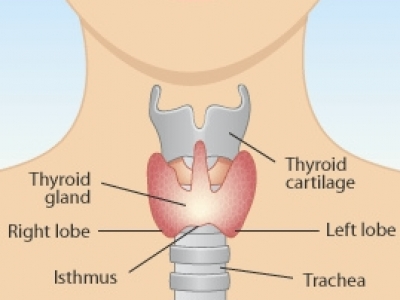 Thyroid
cartilage
Thyroid
gland
Right lobe
Left lobe
Isthmus
Trachea